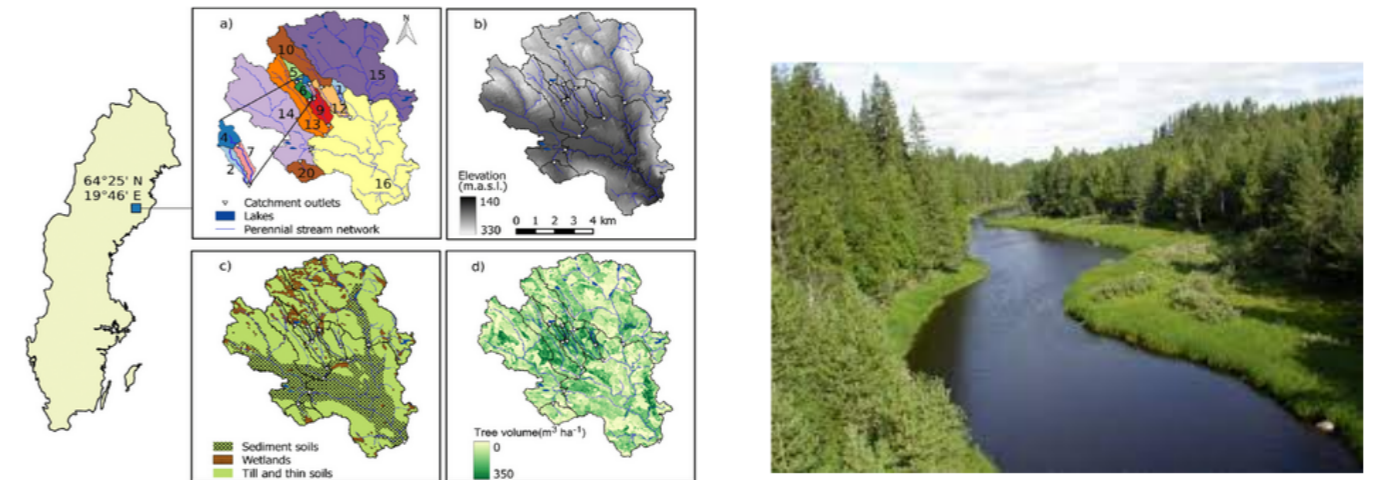 64°25' N
19°46' E
a)
N
10
15
5
6
1
9
12
14
13
4
7
2
20
16
Catchment outlets
Lakes
Perennial stream network
b)
Elevation
(m.a.s.l.)
140
330
0 1 2 3 4 km
c)
Sediment soils
Wetlands
Till and thin soils
d)
Tree volume(m³ ha⁻¹)
0
350